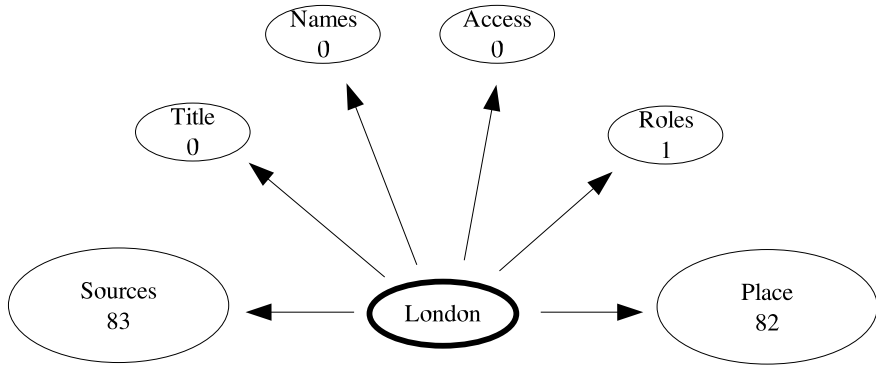 Names
0
Access
0
Title
0
Roles
1
Sources
83
London
Place
82